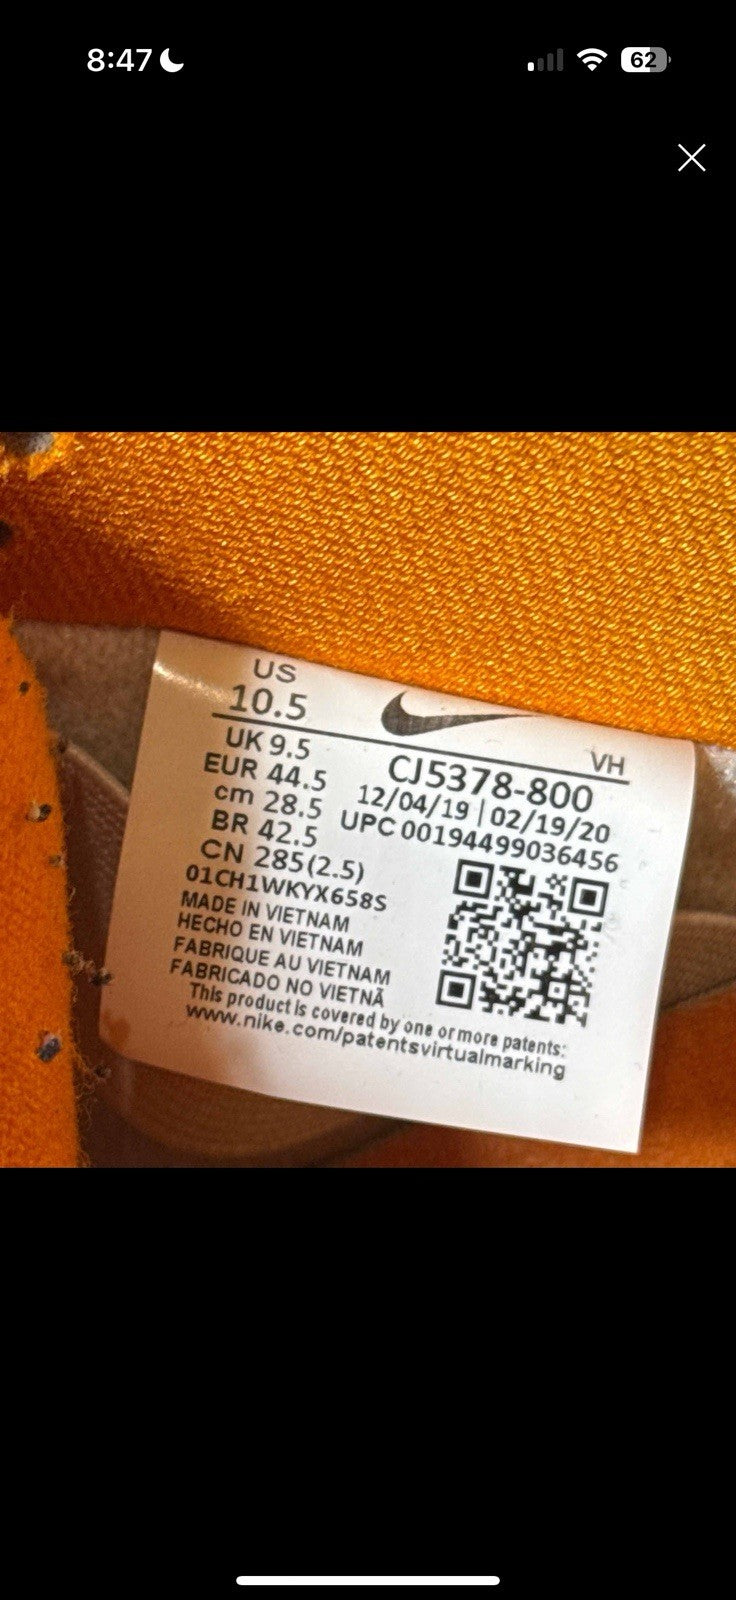 8:47
62
US
10.5
VH
UK 9.5
CJ5378-800
EUR 44.5
12/04/19 | 02/19/20
cm 28.5
UPC 00194499036456
BR 42.5
CN 285(2.5)
01CH1WKYX658S
MADE IN VIETNAM
HECHO EN VIETNAM
FABRIQUE AU VIETNAM
FABRICADO NO VIETNÃ
This product is covered by one or more patents:
www.nike.com/patentsvirtualmarking